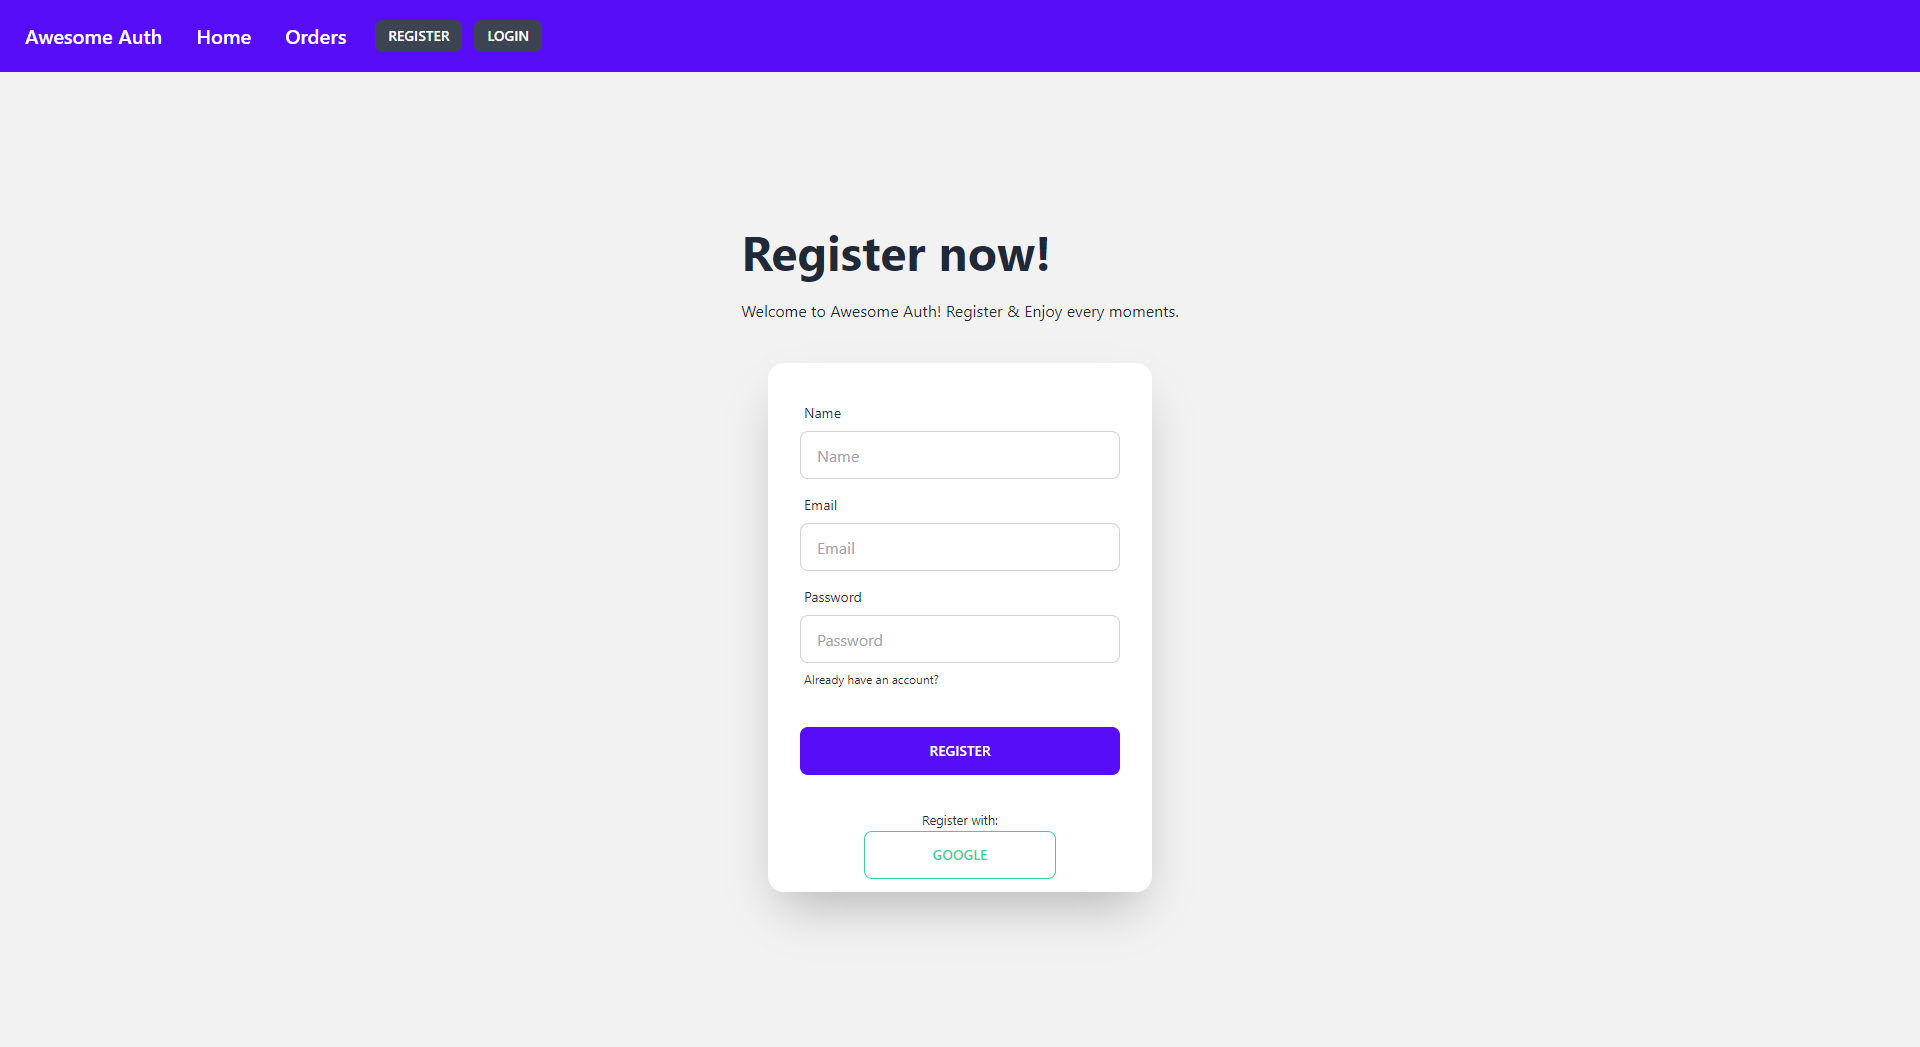 Awesome Auth Home Orders REGISTER LOGIN
Register now!
Welcome to Awesome Auth! Register & Enjoy every moments.
Name
Name
Email
Email
Password
Password
Already have an account?
REGISTER
Register with:
GOOGLE